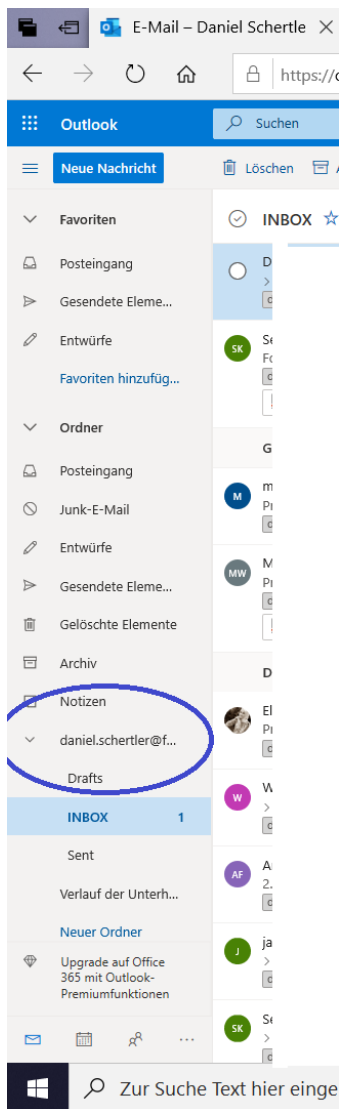 E-Mail – Daniel Schertle
https://
Outlook
Suchen
Neue Nachricht
Löschen
Favoriten
INBOX
Posteingang
Gesendete Eleme...
Entwürfe
Favoriten hinzufüg...
SK
Ordner
Posteingang
Junk-E-Mail
M
Entwürfe
Gesendete Eleme...
MW
Gelöschte Elemente
Archiv
Notizen
daniel.schertler@f...
Drafts
W
INBOX 1
Sent
AF
Verlauf der Unterh...
Neuer Ordner
J
Upgrade auf Office
365 mit Outlook-
Premiumfunktionen
SK
Zur Suche Text hier einge